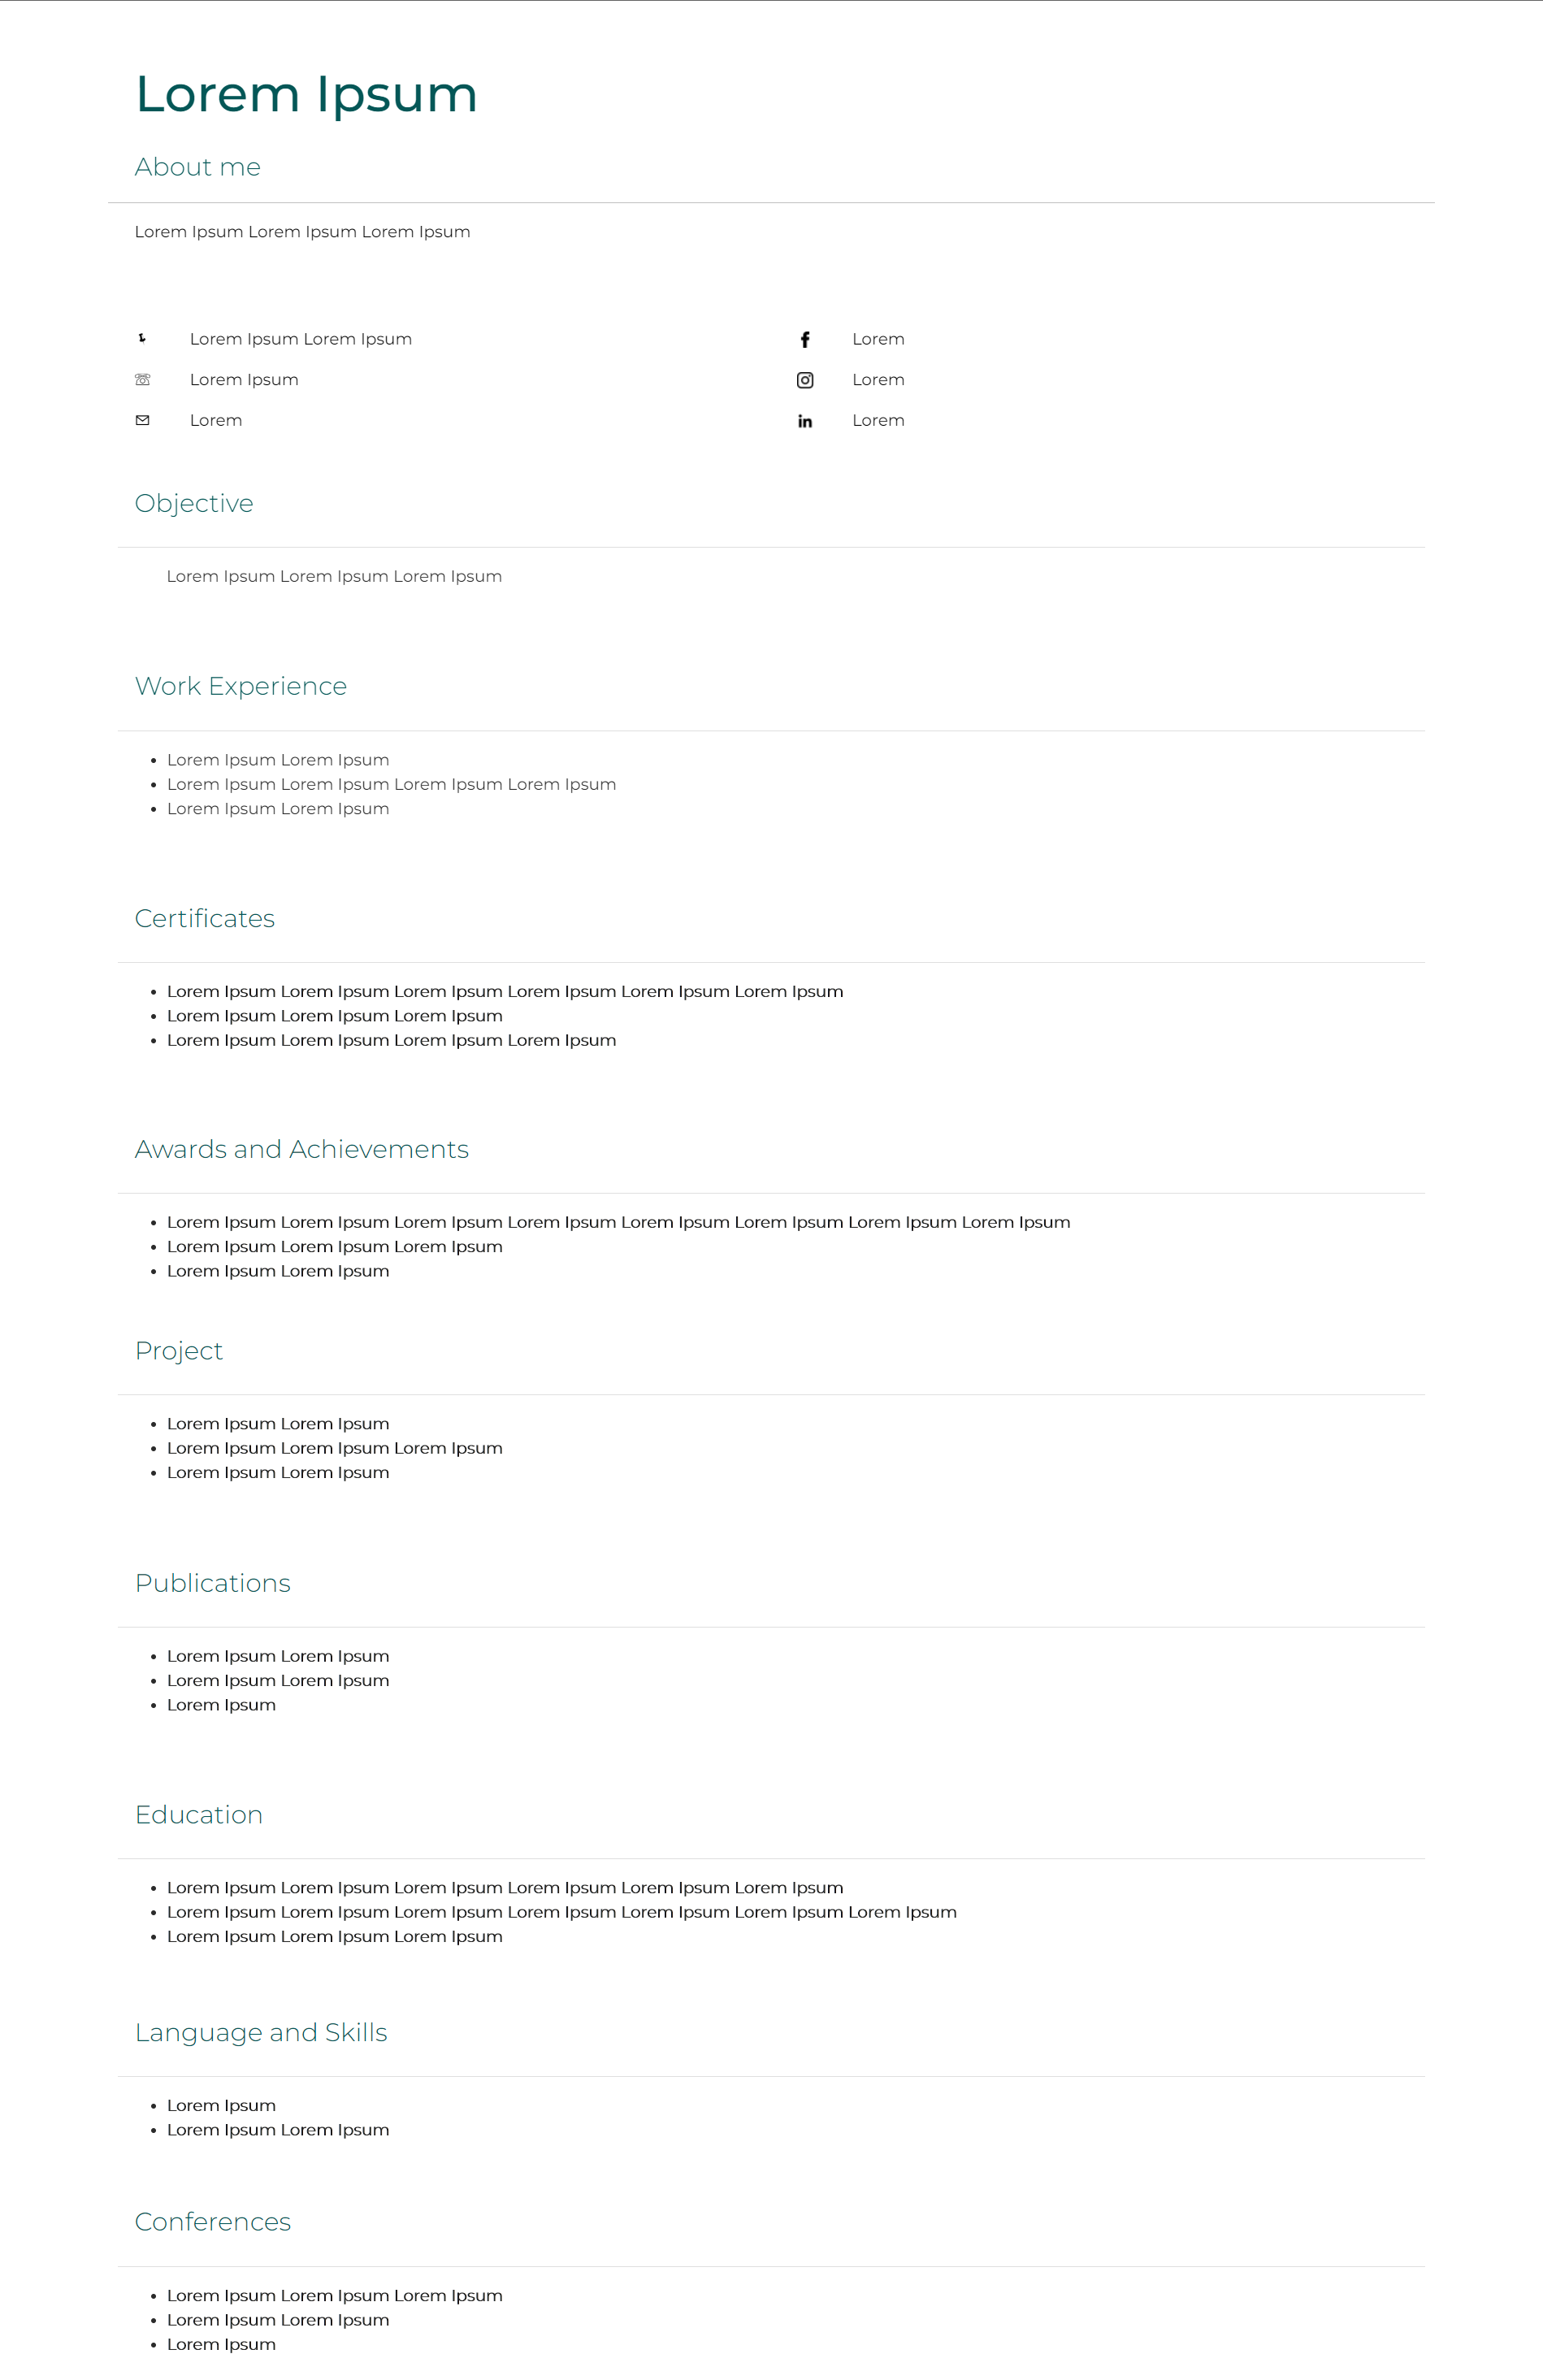 Lorem Ipsum
About me
Lorem Ipsum Lorem Ipsum Lorem Ipsum
Lorem Ipsum Lorem Ipsum
Lorem
Lorem Ipsum
Lorem
Lorem
Lorem
Objective
Lorem Ipsum Lorem Ipsum Lorem Ipsum
Work Experience
Lorem Ipsum Lorem Ipsum
Lorem Ipsum Lorem Ipsum Lorem Ipsum Lorem Ipsum
Lorem Ipsum Lorem Ipsum
Certificates
Lorem Ipsum Lorem Ipsum Lorem Ipsum Lorem Ipsum Lorem Ipsum Lorem Ipsum
Lorem Ipsum Lorem Ipsum Lorem Ipsum
Lorem Ipsum Lorem Ipsum Lorem Ipsum Lorem Ipsum
Awards and Achievements
Lorem Ipsum Lorem Ipsum Lorem Ipsum Lorem Ipsum Lorem Ipsum Lorem Ipsum Lorem Ipsum Lorem Ipsum
Lorem Ipsum Lorem Ipsum Lorem Ipsum
Lorem Ipsum Lorem Ipsum
Project
Lorem Ipsum Lorem Ipsum
Lorem Ipsum Lorem Ipsum Lorem Ipsum
Lorem Ipsum Lorem Ipsum
Publications
Lorem Ipsum Lorem Ipsum
Lorem Ipsum Lorem Ipsum
Lorem Ipsum
Education
Lorem Ipsum Lorem Ipsum Lorem Ipsum Lorem Ipsum Lorem Ipsum Lorem Ipsum
Lorem Ipsum Lorem Ipsum Lorem Ipsum Lorem Ipsum Lorem Ipsum Lorem Ipsum Lorem Ipsum
Lorem Ipsum Lorem Ipsum Lorem Ipsum
Language and Skills
Lorem Ipsum
Lorem Ipsum Lorem Ipsum
Conferences
Lorem Ipsum Lorem Ipsum Lorem Ipsum
Lorem Ipsum Lorem Ipsum
Lorem Ipsum